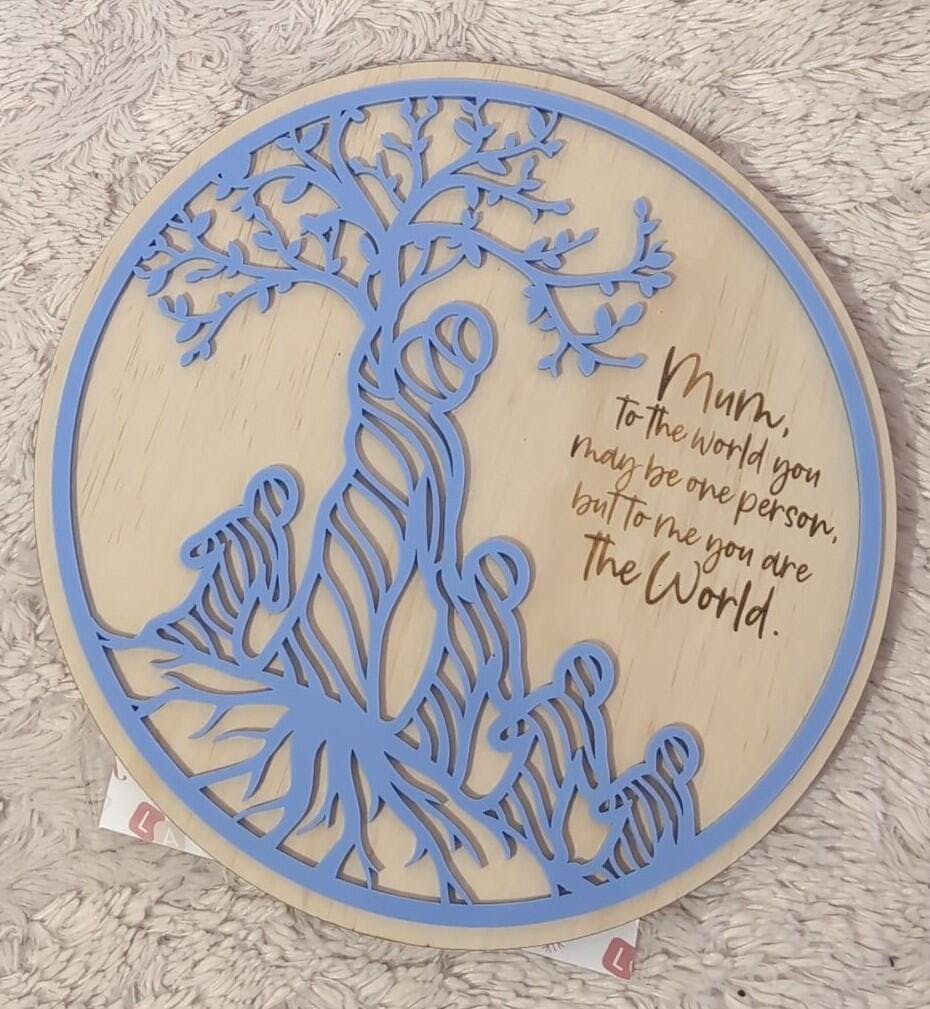 Mum,
to the world you
may be one person,
but to me you are
the World.
L
L